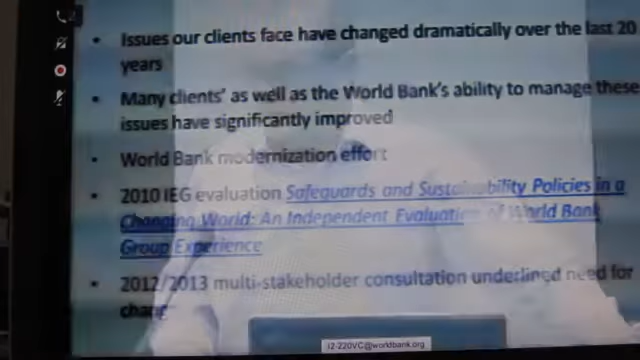 Issues our clients face have changed dramatically over the last 20
years
Many clients' as well as the World Bank's ability to manage these
issues have significantly improved
World Bank modernization effort
2010 IEG evaluation Safeguards and Sustainability Policies in a
Changing World: An Independent Evaluation of World Bank
Group Experience
2012/2013 multi-stakeholder consultation underlined need for
chang
I2-220VC@worldbank.org